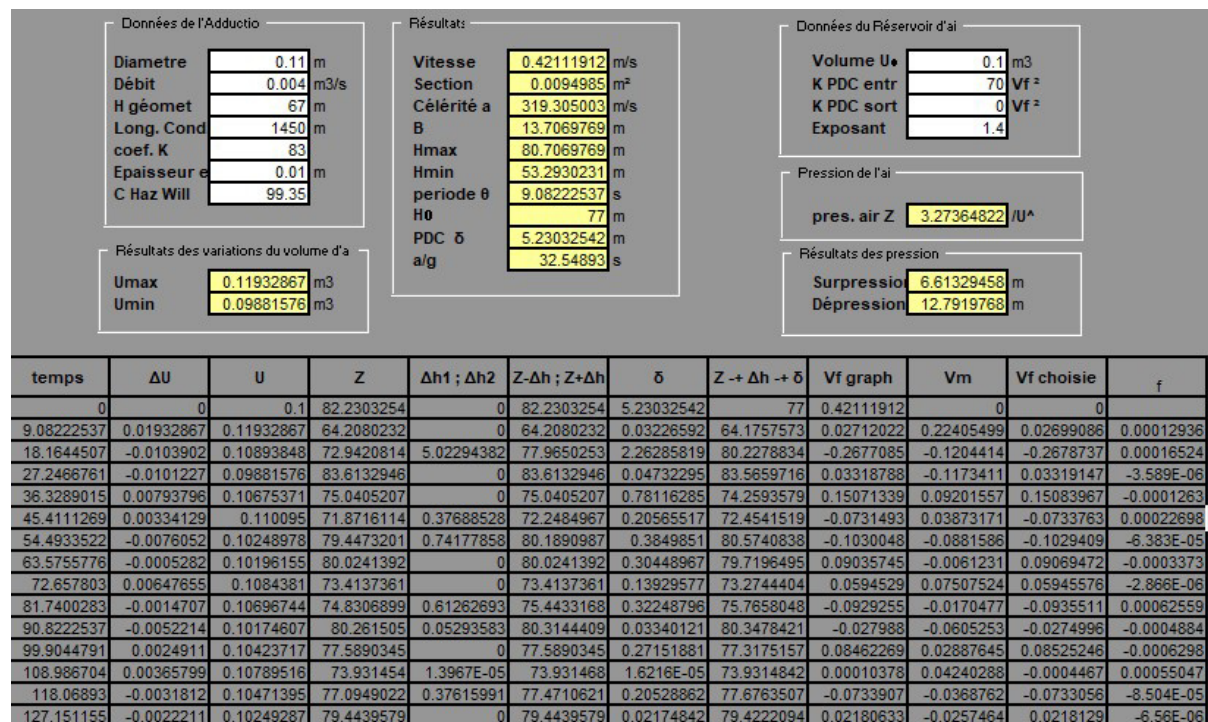 Données de l'Adductio
Diametre 0.11 m
Débit 0.004 m3/s
H géomet 67 m
Long. Cond 1450 m
coef. K 83
Epaisseur e 0.01 m
C Haz Will 99.35
Résultats des variations du volume d'a
Umax 0.11932867 m3
Umin 0.09881576 m3
Résultats
Vitesse 0.42111912 m/s
Section 0.0094985 m²
Célérité a 319.305003 m/s
B 13.7069769 m
Hmax 80.7069769 m
Hmin 53.2930231 m
periode θ 9.08222537 s
H0 77 m
PDC δ 5.23032542 m
a/g 32.54893 s
Données du Réservoir d'ai
Volume U• 0.1 m3
K PDC entr 70 Vf ²
K PDC sort 0 Vf ²
Exposant 1.4
Pression de l'ai
pres. air Z 3.27364822 /U^
Résultats des pression
Surpression 6.61329458 m
Dépression 12.7919768 m
temps ΔU U Z Δh1 ; Δh2 Z-Δh ; Z+Δh δ Z -+ Δh -+ δ Vf graph Vm Vf choisie f
0 0 0.1 82.2303254 0 82.2303254 5.23032542 77 0.42111912 0 0
9.08222537 0.01932867 0.11932867 64.2080232 0 64.2080232 0.03226592 64.1757573 0.02712022 0.22405499 0.02699086 0.00012936
18.1644507 -0.0103902 0.10893848 72.9420814 5.02294382 77.9650253 2.26285819 80.2278834 -0.2677085 -0.1204414 -0.2678737 0.00016524
27.2466761 -0.0101227 0.09881576 83.6132946 0 83.6132946 0.04732295 83.5659716 0.03318788 -0.1173411 0.03319147 -3.589E-06
36.3289015 0.00793796 0.10675371 75.0405207 0 75.0405207 0.78116285 74.2593579 0.15071339 0.09201557 0.15083967 -0.0001263
45.4111269 0.00334129 0.110095 71.8716114 0.37688528 72.2484967 0.20565517 72.4541519 -0.0731493 0.03873171 -0.0733763 0.00022698
54.4933522 -0.0076052 0.10248978 79.4473201 0.74177858 80.1890987 0.3849851 80.5740838 -0.1030048 -0.0881586 -0.1029409 -6.383E-05
63.5755776 -0.0005282 0.10196155 80.0241392 0 80.0241392 0.30448967 79.7196495 0.09035745 -0.0061231 0.09069472 -0.0003373
72.657803 0.00647655 0.1084381 73.4137361 0 73.4137361 0.13929577 73.2744404 0.0594529 0.07507524 0.05945576 -2.866E-06
81.7400283 -0.0014707 0.10696744 74.8306899 0.61262693 75.4433168 0.32248796 75.7658048 -0.0929255 -0.0170477 -0.0935511 0.00062559
90.8222537 -0.0052214 0.10174607 80.261505 0.05293583 80.3144409 0.03340121 80.3478421 -0.027988 -0.0605253 -0.0274996 -0.0004884
99.9044791 0.0024911 0.10423717 77.5890345 0 77.5890345 0.27151881 77.3175157 0.08462269 0.02887645 0.08525246 -0.0006298
108.986704 0.00365799 0.10789516 73.931454 1.3967E-05 73.931468 1.6216E-05 73.9314842 0.00010378 0.04240288 -0.0004467 0.00055047
118.06893 -0.0031812 0.10471395 77.0949022 0.37615991 77.4710621 0.20528862 77.6763507 -0.0733907 -0.0368762 -0.0733056 -8.504E-05
127.151155 -0.0022211 0.10249287 79.4439579 0 79.4439579 0.02174842 79.4222094 0.02180633 -0.0257464 0.0218129 -6.56E-06